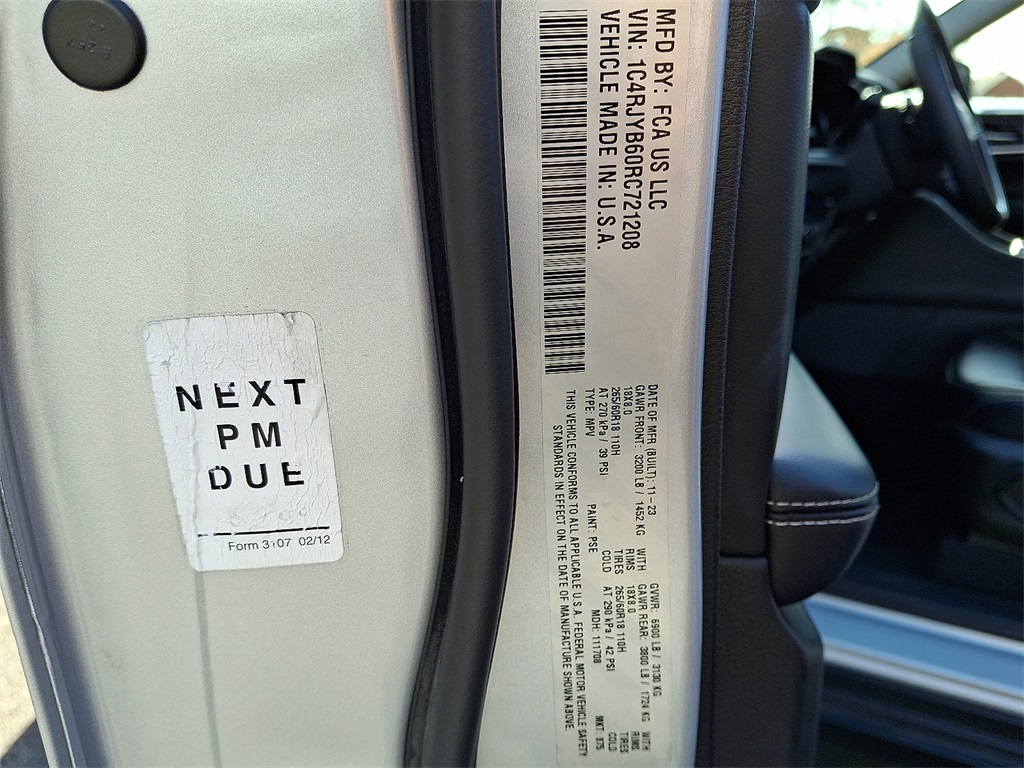 NEXT
PM
DUE
Form 3107 02/12
MFD BY: FCA US LLC
VIN: 1C4RJYB60RC721208
VEHICLE MADE IN: U.S.A.
DATE OF MFR (BUILT): 11-23 GVWR: 6900 LB / 3130 KG
GAWR FRONT: 3200 LB / 1452 KG WITH GAWR REAR: 3800 LB / 1724 KG WITH
18X8.0 RIMS 18X8.0 RIMS
265/60R18 110H TIRES 265/60R18 110H TIRES
AT 270 kPa / 39 PSI COLD AT 290 kPa / 42 PSI COLD
TYPE: MPV PAINT: PSE MDH: 111708 MKT: 875
THIS VEHICLE CONFORMS TO ALL APPLICABLE U.S.A. FEDERAL MOTOR VEHICLE SAFETY
STANDARDS IN EFFECT ON THE DATE OF MANUFACTURE SHOWN ABOVE.